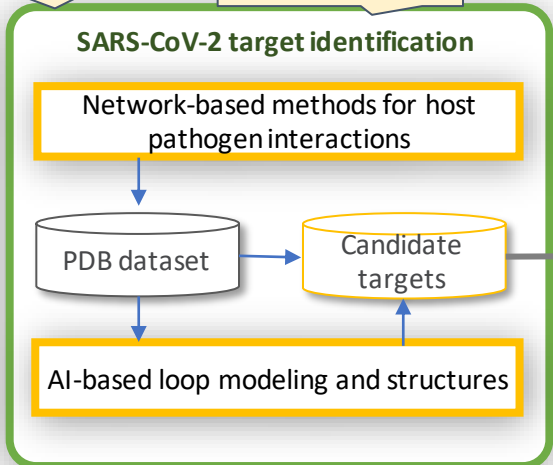 SARS-CoV-2 target identification
Network-based methods for host
pathogen interactions
PDB dataset
Candidate
targets
AI-based loop modeling and structures